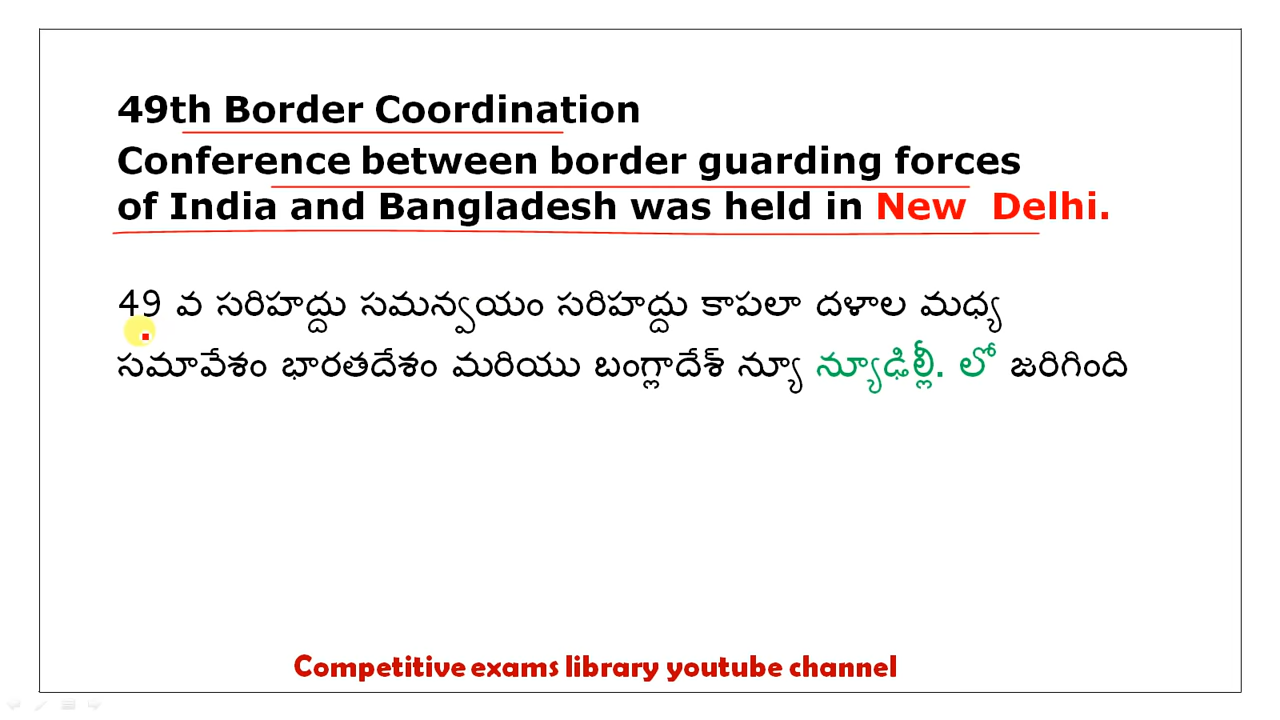 49th Border Coordination
Conference between border guarding forces
of India and Bangladesh was held in New Delhi.
49 వ సరిహద్దు సమన్వయం సరిహద్దు కాపలా దళాల మధ్య
సమావేశం భారతదేశం మరియు బంగ్లాదేశ్ న్యూ న్యూఢిల్లీ. లో జరిగింది
Competitive exams library youtube channel